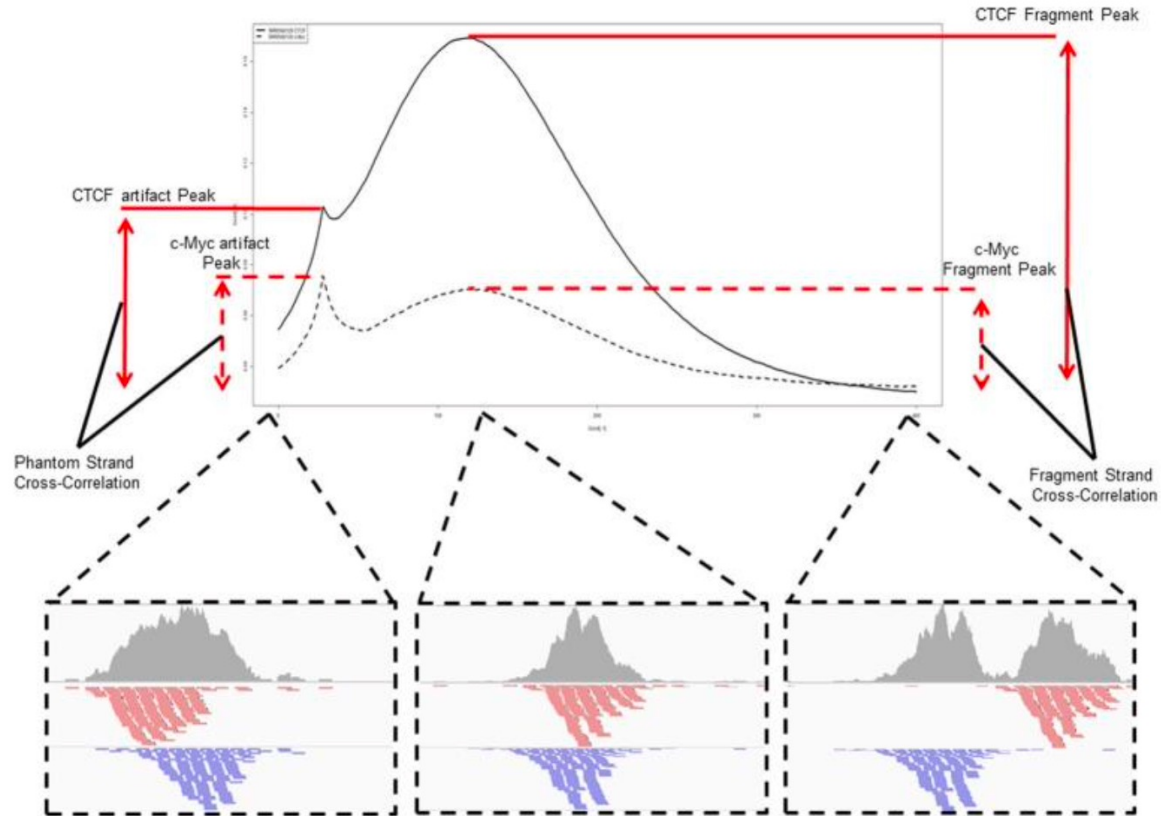 CTCF Fragment Peak
CTCF artifact Peak
c-Myc artifact
Peak
c-Myc
Fragment Peak
10
Phantom Strand
Cross-Correlation
Fragment Strand
Cross-Correlation